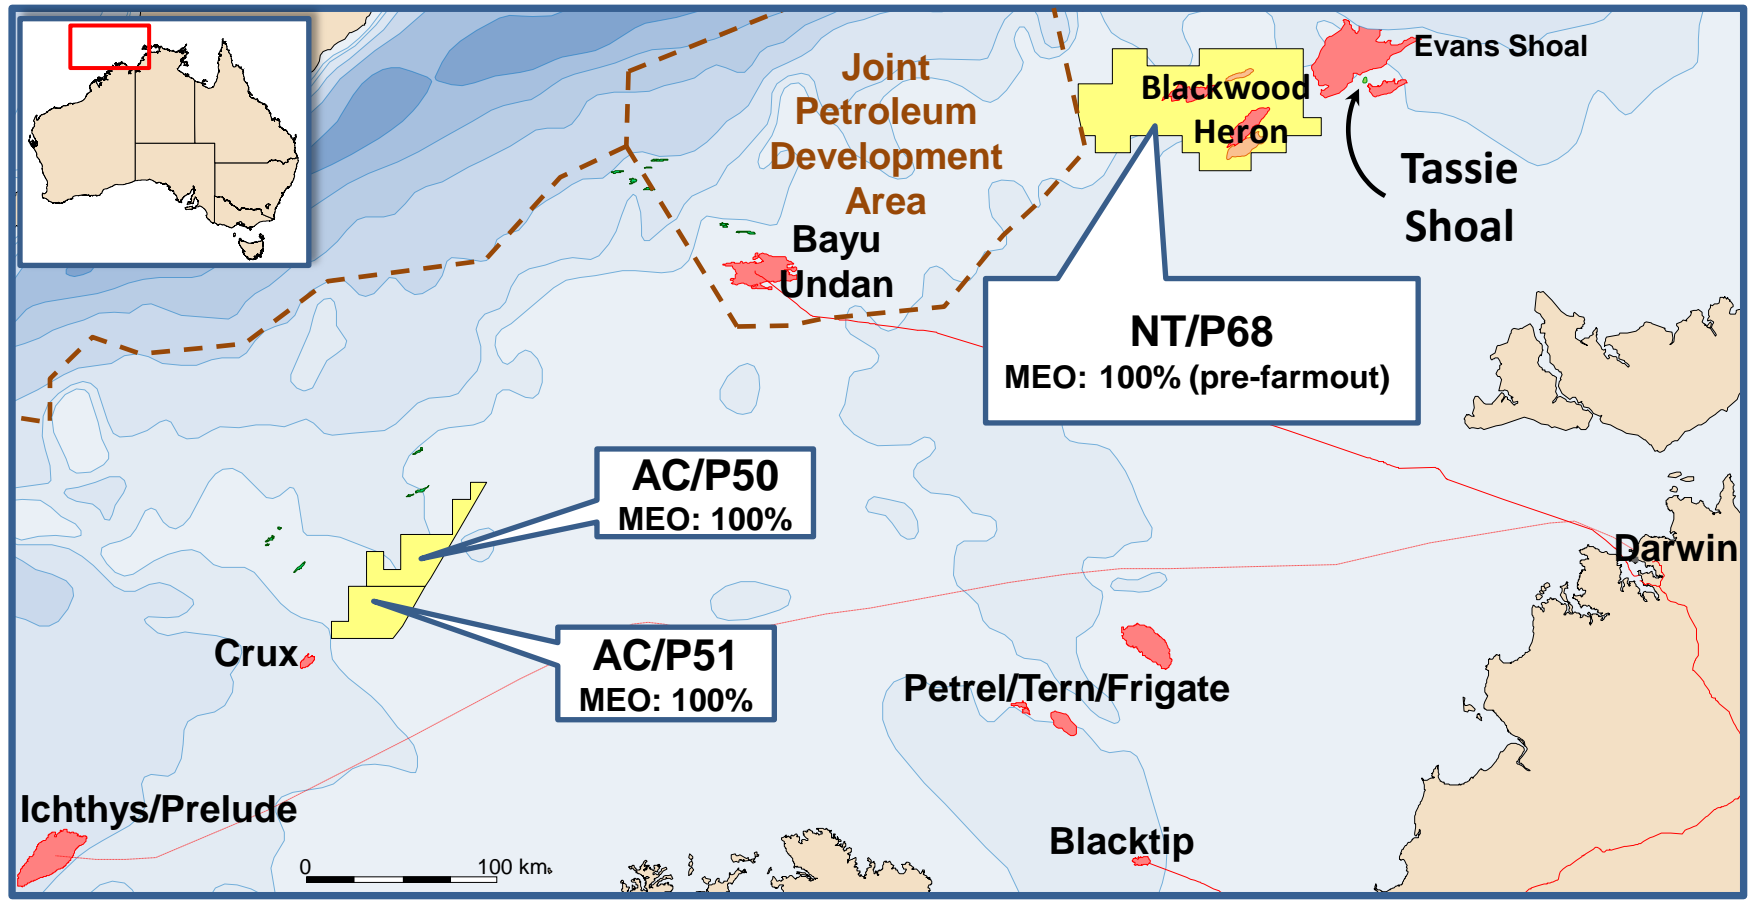 Joint
Petroleum
Development
Area
Evans Shoal
Blackwood
Heron
Tassie
Shoal
Bayu
Undan
NT/P68
MEO: 100% (pre-farmout)
AC/P50
MEO: 100%
Darwin
Crux
AC/P51
MEO: 100%
Petrel/Tern/Frigate
Ichthys/Prelude
Blacktip
0 100 km